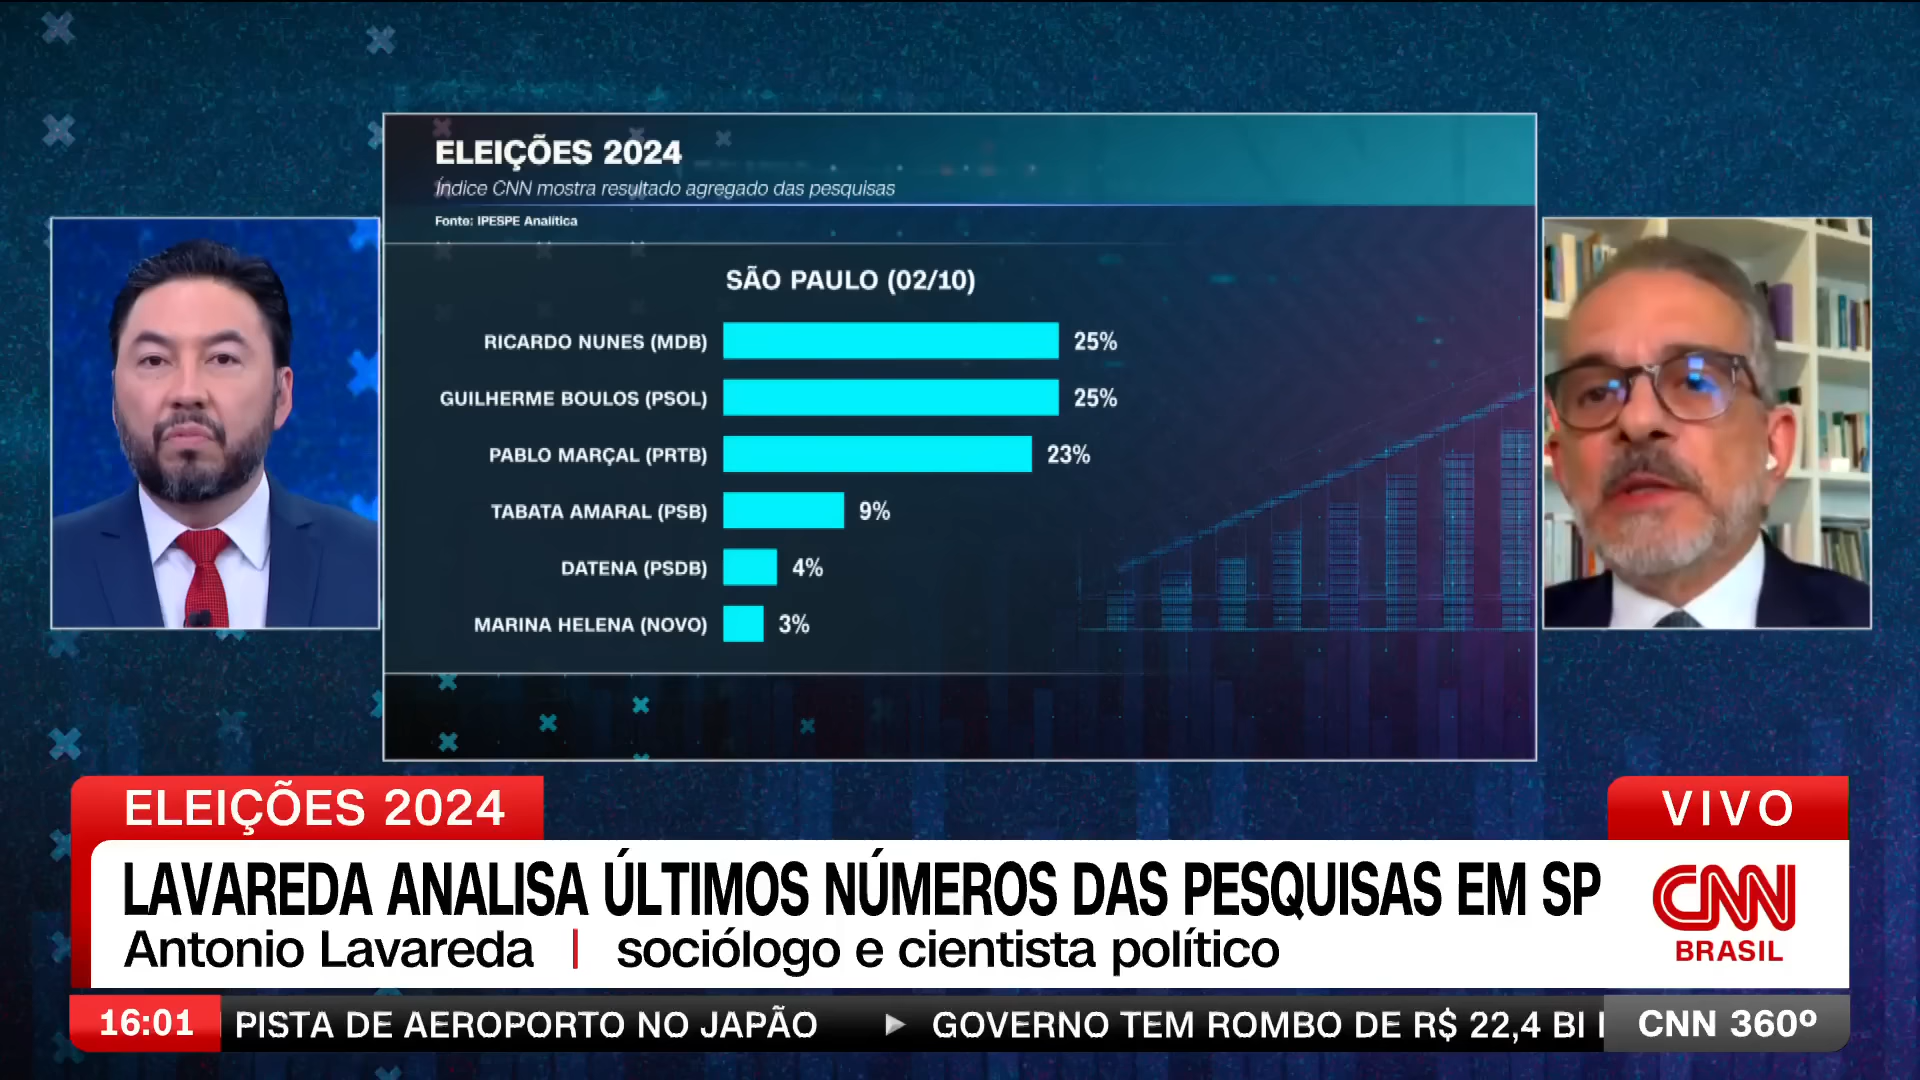 ELEIÇÕES 2024
Índice CNN mostra resultado agregado das pesquisas
Fonte: IPESPE Analítica
SÃO PAULO (02/10)
RICARDO NUNES (MDB) 25%
GUILHERME BOULOS (PSOL) 25%
PABLO MARÇAL (PRTB) 23%
TABATA AMARAL (PSB) 9%
DATENA (PSDB) 4%
MARINA HELENA (NOVO) 3%
ELEIÇÕES 2024
VIVO
LAVAREDA ANALISA ÚLTIMOS NÚMEROS DAS PESQUISAS EM SP
Antonio Lavareda | sociólogo e cientista político
CNN
BRASIL
16:01 PISTA DE AEROPORTO NO JAPÃO ▶ GOVERNO TEM ROMBO DE R$ 22,4 BI
CNN 360º